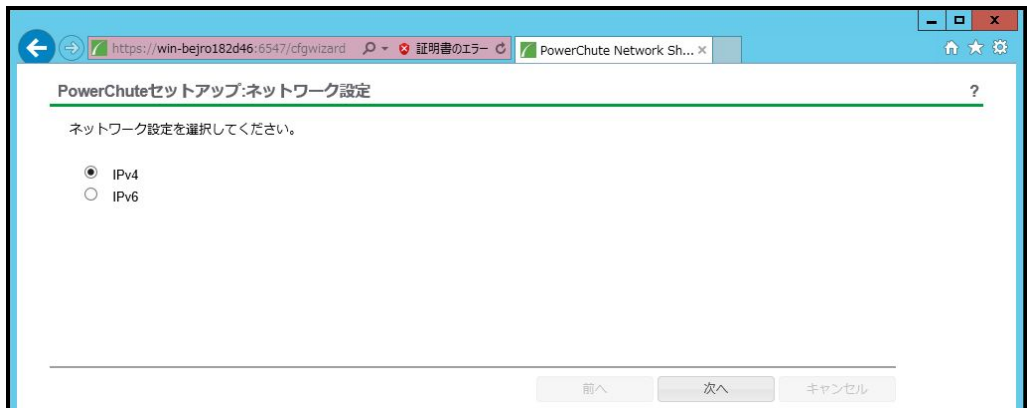 https://win-bejro182d46:6547/cfgwizard 証明書のエラー PowerChute Network Sh...
PowerChuteセットアップ:ネットワーク設定 ?
ネットワーク設定を選択してください。
IPv4
IPv6
前へ 次へ キャンセル